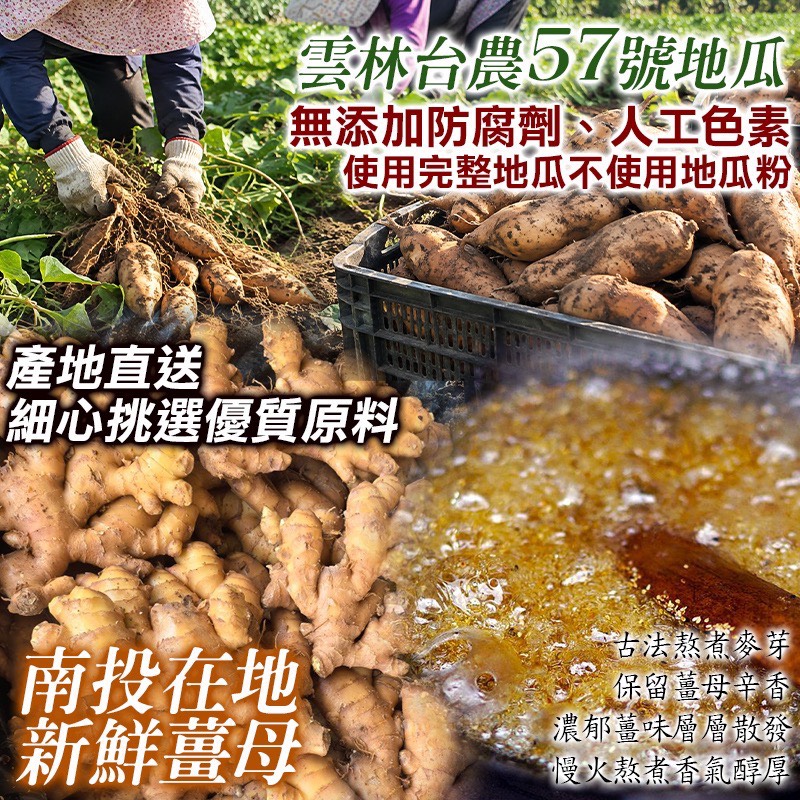 雲林台農57號地瓜
無添加防腐劑、人工色素
使用完整地瓜不使用地瓜粉
產地直送
細心挑選優質原料
南投在地
新鮮薑母
古法熬煮麥芽
保留薑母辛香
濃郁薑味層層散發
慢火熬煮香氣醇厚